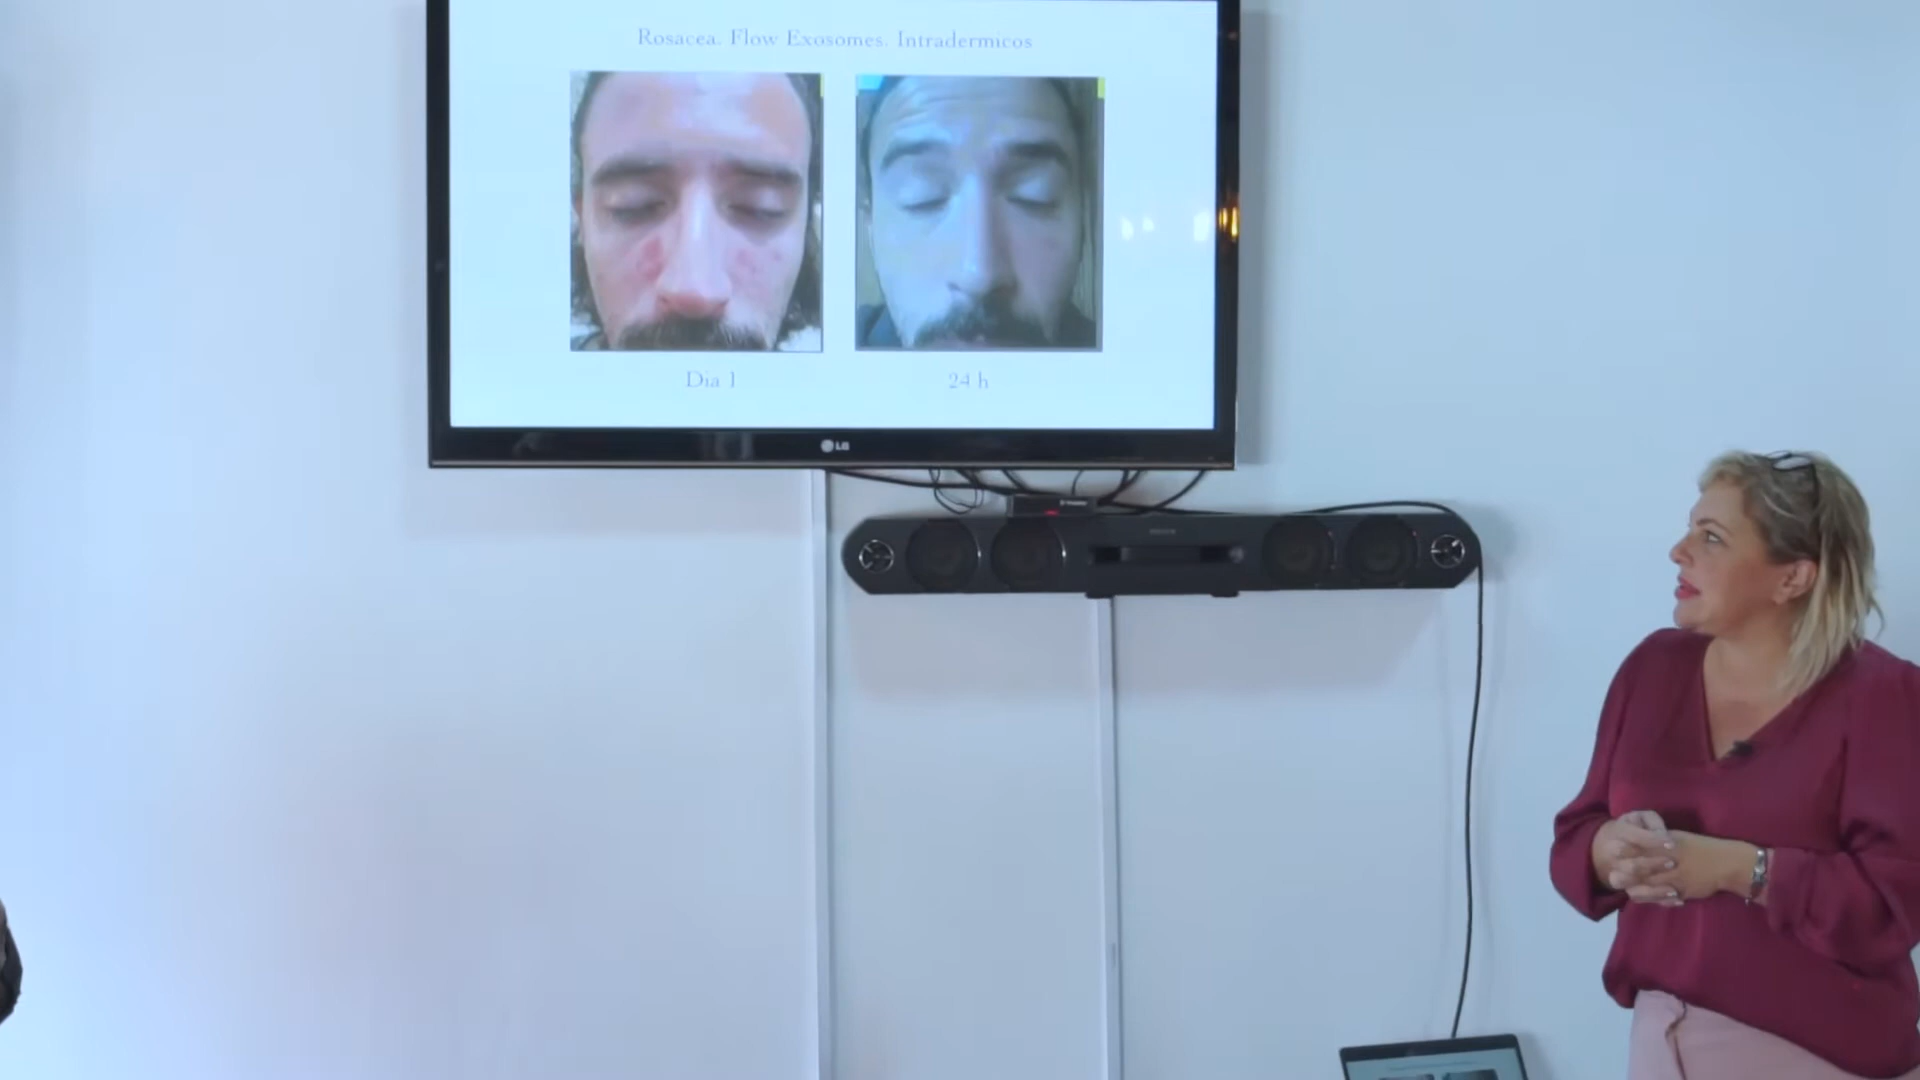 Rosacea. Flow Exosomes. Intradermicos
Dia 1
24 h
LG